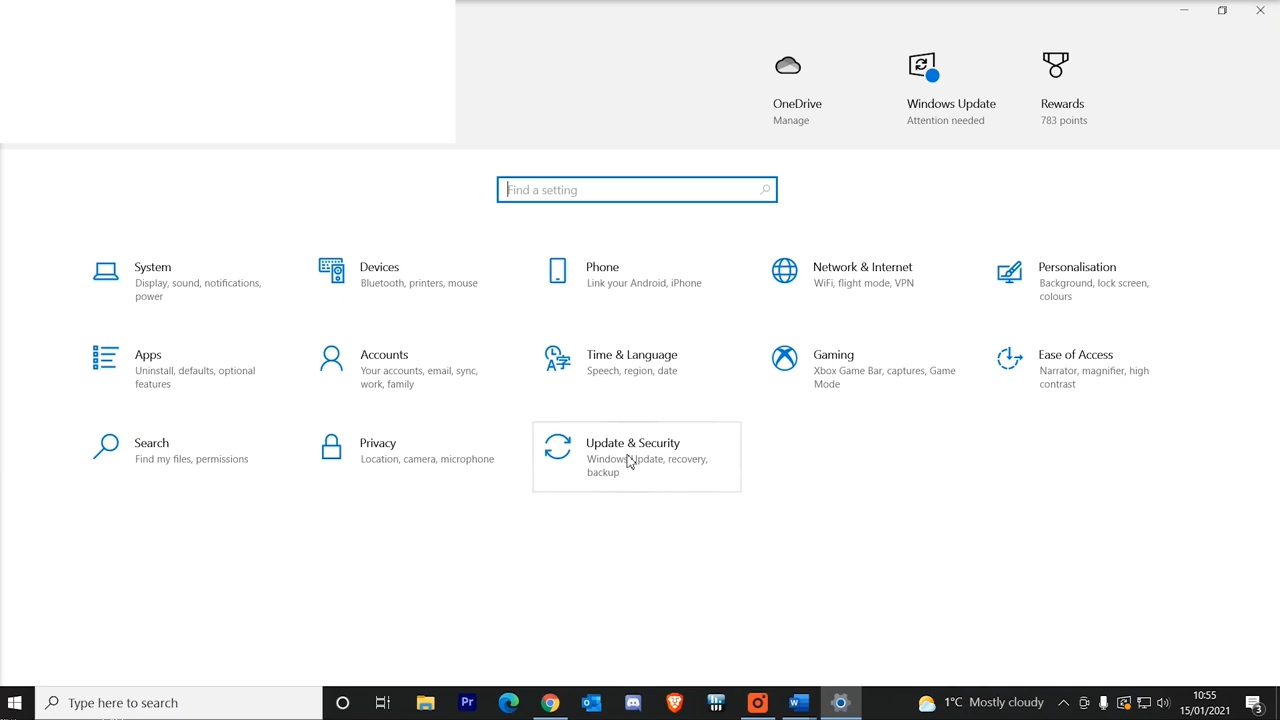 OneDrive
Manage
Windows Update
Attention needed
Rewards
783 points
Find a setting
System
Display, sound, notifications,
power
Devices
Bluetooth, printers, mouse
Phone
Link your Android, iPhone
Network & Internet
WiFi, flight mode, VPN
Personalisation
Background, lock screen,
colours
Apps
Uninstall, defaults, optional
features
Accounts
Your accounts, email, sync,
work, family
Time & Language
Speech, region, date
Gaming
Xbox Game Bar, captures, Game
Mode
Ease of Access
Narrator, magnifier, high
contrast
Search
Find my files, permissions
Privacy
Location, camera, microphone
Update & Security
Windows Update, recovery,
backup
Type here to search
Pr
1°C Mostly cloudy
10:55
15/01/2021
3